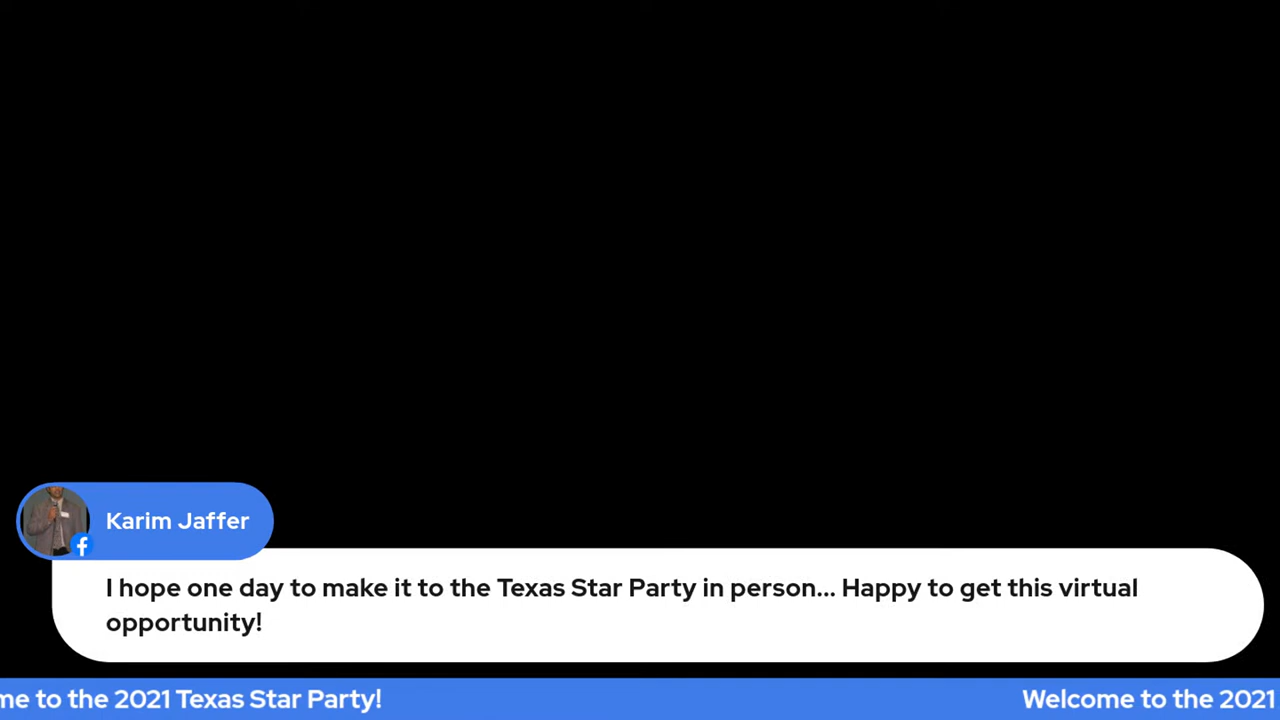 Karim Jaffer
I hope one day to make it to the Texas Star Party in person... Happy to get this virtual
opportunity!
me to the 2021 Texas Star Party! Welcome to the 2021